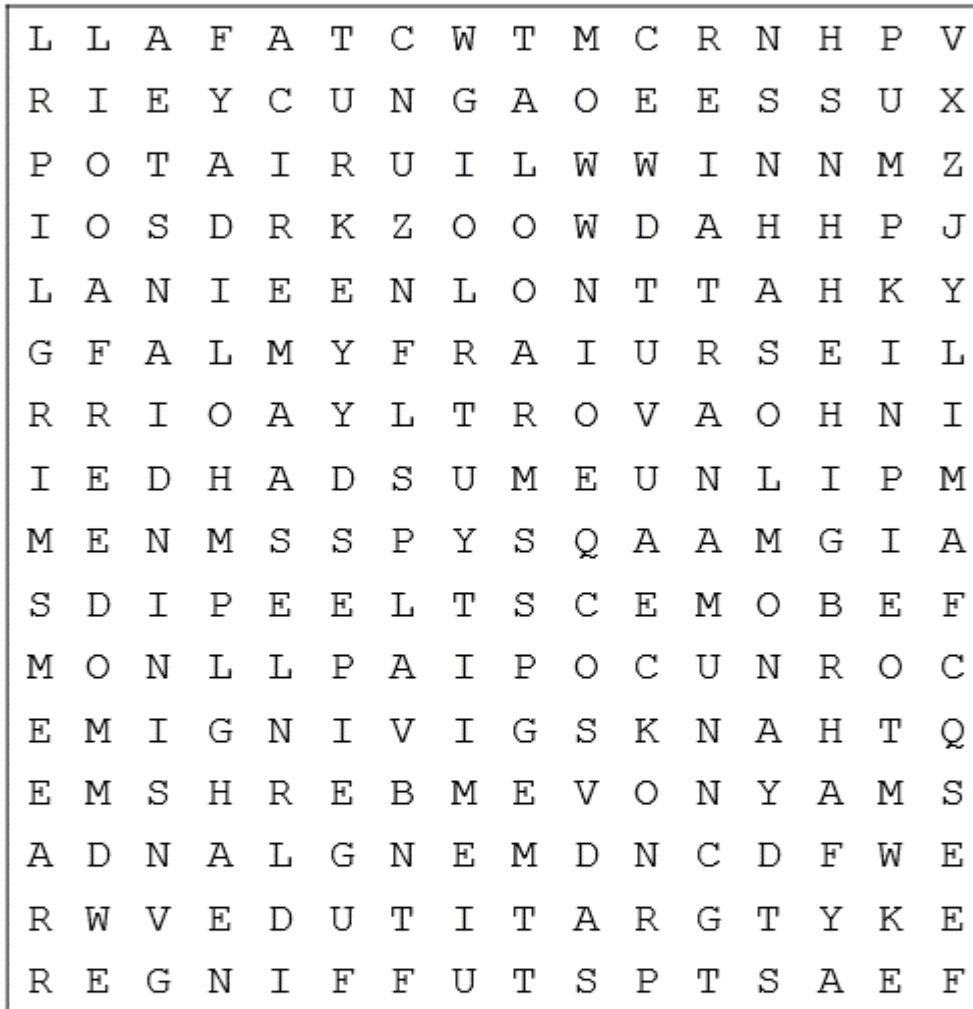 L L A F A T C W T M C R N H P V
R I E Y C U N G A O E E S S U X
P O T A I R U I L W W I N N M Z
I O S D R K Z O O W D A H H P J
L A N I E E N L O N T T A H K Y
G F A L M Y F R A I U R S E I L
R R I O A Y L T R O V A O H N I
I E D H A D S U M E U N L I P M
M E N M S S P Y S Q A A M G I A
S D I P E E L T S C E M O B E F
M O N L L P A I P O C U N R O C
E M I G N I V I G S K N A H T Q
E M S H R E B M E V O N Y A M S
A D N A L G N E M D N C D F W E
R W V E D U T I T A R G T Y K E
R E G N I F F U T S P T S A E F